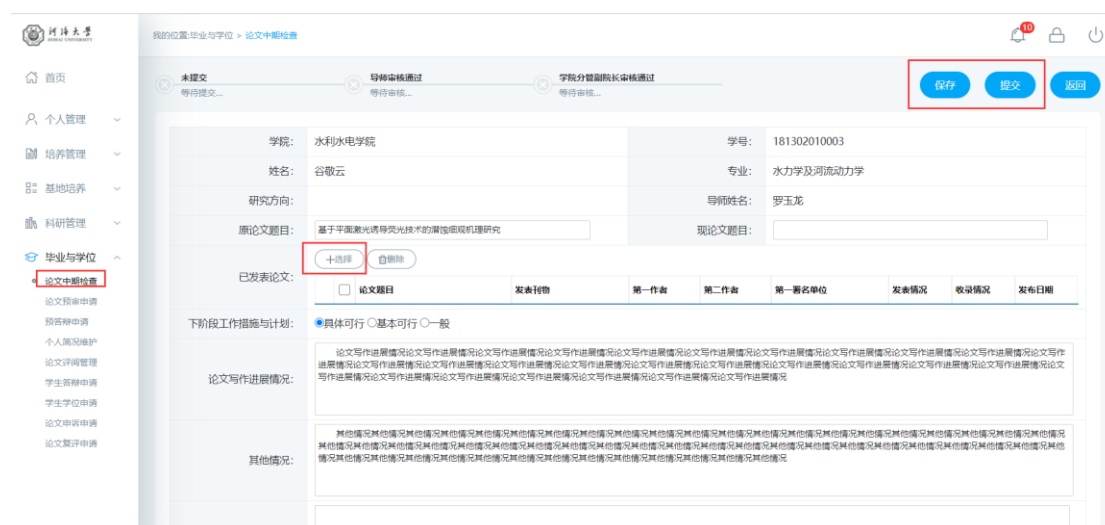 河海大学
HOHAI UNIVERSITY
我的位置:毕业与学位 > 论文中期检查
10
首页
个人管理
培养管理
基地培养
科研管理
毕业与学位
论文中期检查
论文预审申请
预答辩申请
个人简况维护
论文评阅管理
学生答辩申请
学生学位申请
论文申诉申请
论文复评申请
未提交
等待提交...
导师审核通过
等待审核...
学院分管副院长审核通过
等待审核...
保存
提交
返回
学院: 水利水电学院 学号: 181302010003
姓名: 谷敬云 专业: 水力学及河流动力学
研究方向: 导师姓名: 罗玉龙
原论文题目: 基于平面激光诱导荧光技术的潜蚀细观机理研究 现论文题目:
已发表论文: +选择 删除
论文题目 发表刊物 第一作者 第二作者 第一署名单位 发表情况 收录情况 发布日期
下阶段工作措施与计划: 具体可行 基本可行 一般
论文写作进展情况:
论文写作进展情况论文写作进展情况论文写作进展情况论文写作进展情况论文写作进展情况论文写作进展情况论文写作进展情况论文写作进展情况论文写作
进展情况论文写作进展情况论文写作进展情况论文写作进展情况论文写作进展情况论文写作进展情况论文写作进展情况论文写作进展情况论文写作进展情况论文
写作进展情况论文写作进展情况论文写作进展情况论文写作进展情况论文写作进展情况论文写作进展情况
其他情况:
其他情况其他情况其他情况其他情况其他情况其他情况其他情况其他情况其他情况其他情况其他情况其他情况其他情况其他情况其他情况其他情况其他情况
其他情况其他情况其他情况其他情况其他情况其他情况其他情况其他情况其他情况其他情况其他情况其他情况其他情况其他情况其他情况其他情况其他情况其他
情况其他情况其他情况其他情况其他情况其他情况其他情况其他情况其他情况其他情况其他情况